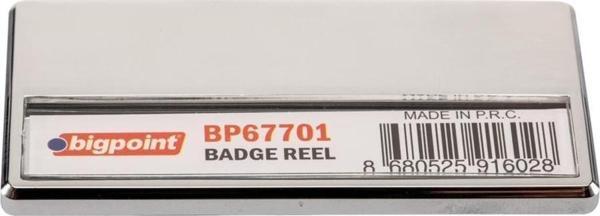 bigpoint
BP67701
BADGE REEL
MADE IN P.R.C.
8 680525 916028